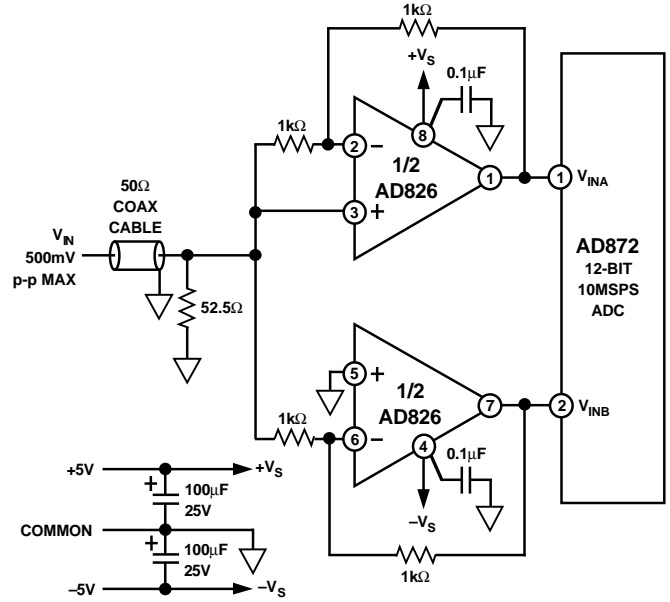 1kΩ
+VS
0.1μF
1kΩ
2
–
8
1/2
AD826
1
3
+
1
VINA
50Ω
COAX
CABLE
VIN
500mV
p-p MAX
52.5Ω
AD872
12-BIT
10MSPS
ADC
5
+
1/2
AD826
7
2
VINB
1kΩ
6
–
4
0.1μF
–VS
1kΩ
+5V
+VS
+
100μF
25V
COMMON
+
100μF
25V
–5V
–VS